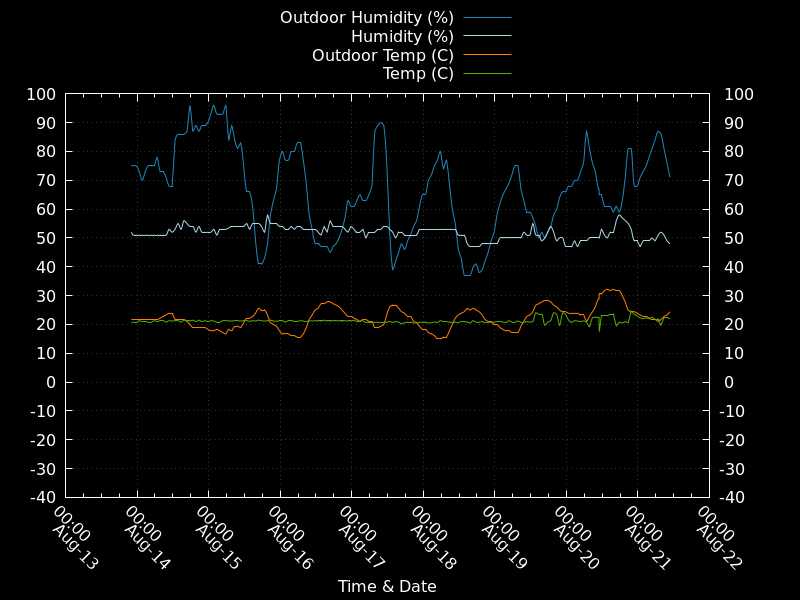 Outdoor Humidity (%)
Humidity (%)
Outdoor Temp (C)
Temp (C)
100 100
90 90
80 80
70 70
60 60
50 50
40 40
30 30
20 20
10 10
0 0
-10 -10
-20 -20
-30 -30
-40 -40
00:00 Aug-13
00:00 Aug-14
00:00 Aug-15
00:00 Aug-16
00:00 Aug-17
00:00 Aug-18
00:00 Aug-19
00:00 Aug-20
00:00 Aug-21
00:00 Aug-22
Time & Date